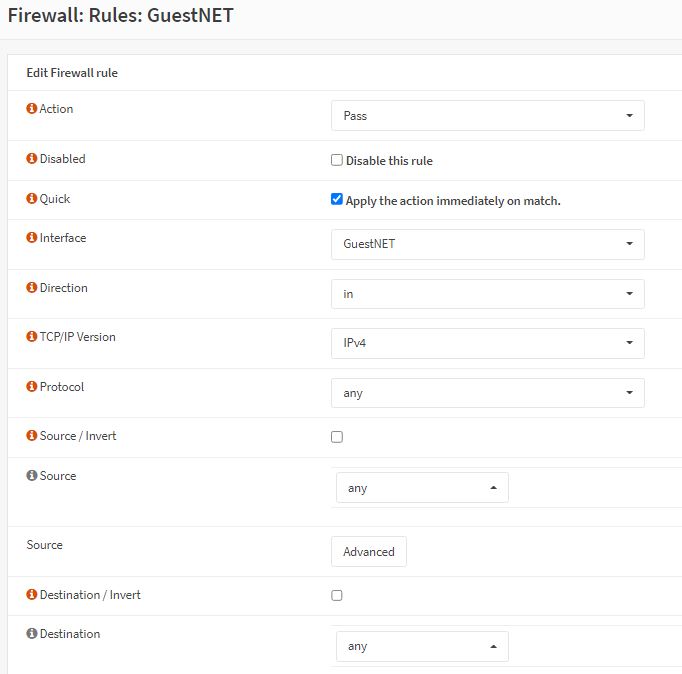 Firewall: Rules: GuestNET
Edit Firewall rule
Action
Pass
Disabled
Disable this rule
Quick
Apply the action immediately on match.
Interface
GuestNET
Direction
in
TCP/IP Version
IPv4
Protocol
any
Source / Invert
Source
any
Source
Advanced
Destination / Invert
Destination
any